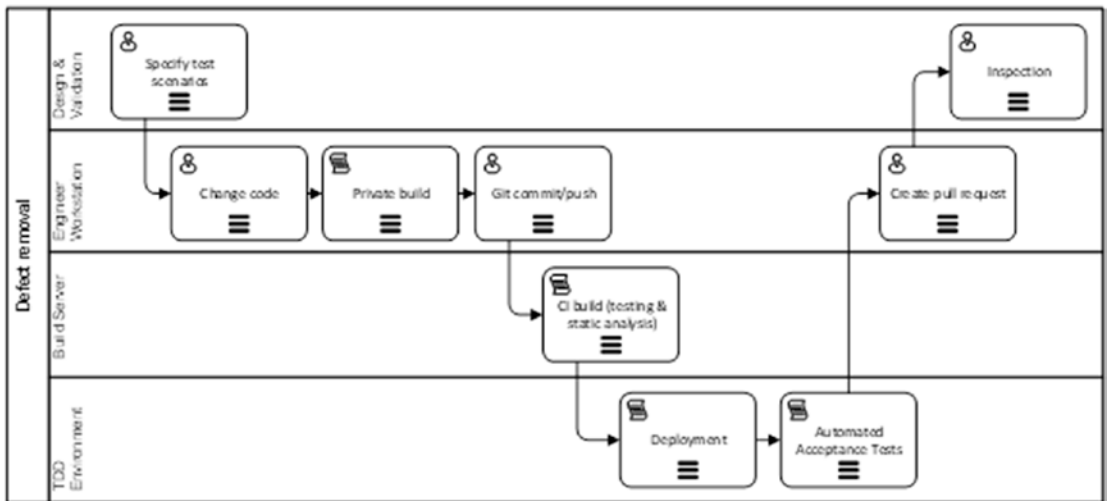 Defect removal
Design &
Validation
Specify test
scenarios
Inspection
Engineer
Workstation
Change code
Private build
Git commit/push
Create pull request
Build Server
CI build (testing &
static analysis)
TDD
Environment
Deployment
Automated
Acceptance Tests